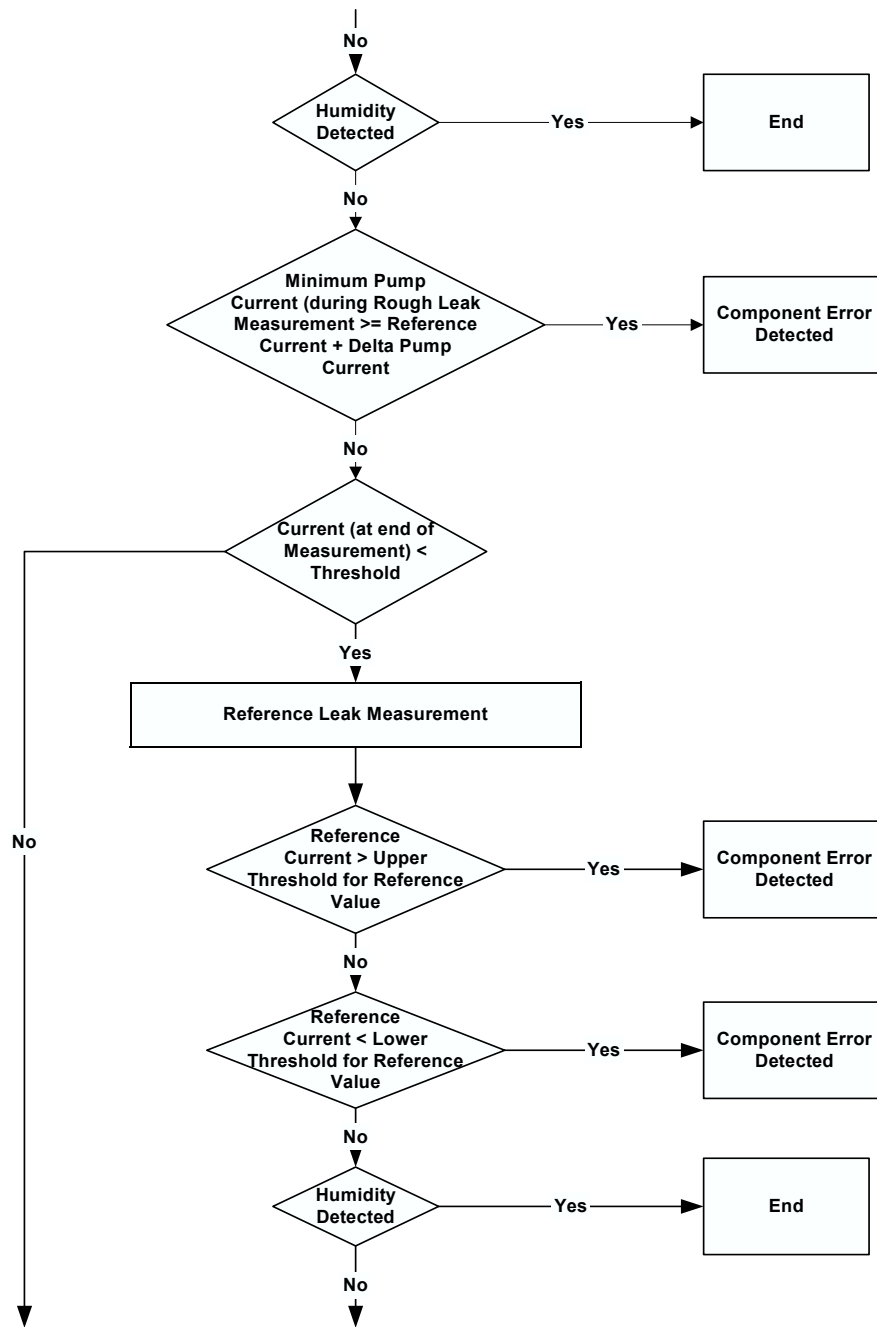 No
Humidity
Detected
Yes
End
No
Minimum Pump
Current (during Rough Leak
Measurement >= Reference
Current + Delta Pump
Current
Yes
Component Error
Detected
No
Current (at end of
Measurement) <
Threshold
Yes
Reference Leak Measurement
No
Reference
Current > Upper
Threshold for Reference
Value
Yes
Component Error
Detected
No
Reference
Current < Lower
Threshold for Reference
Value
Yes
Component Error
Detected
No
Humidity
Detected
Yes
End
No